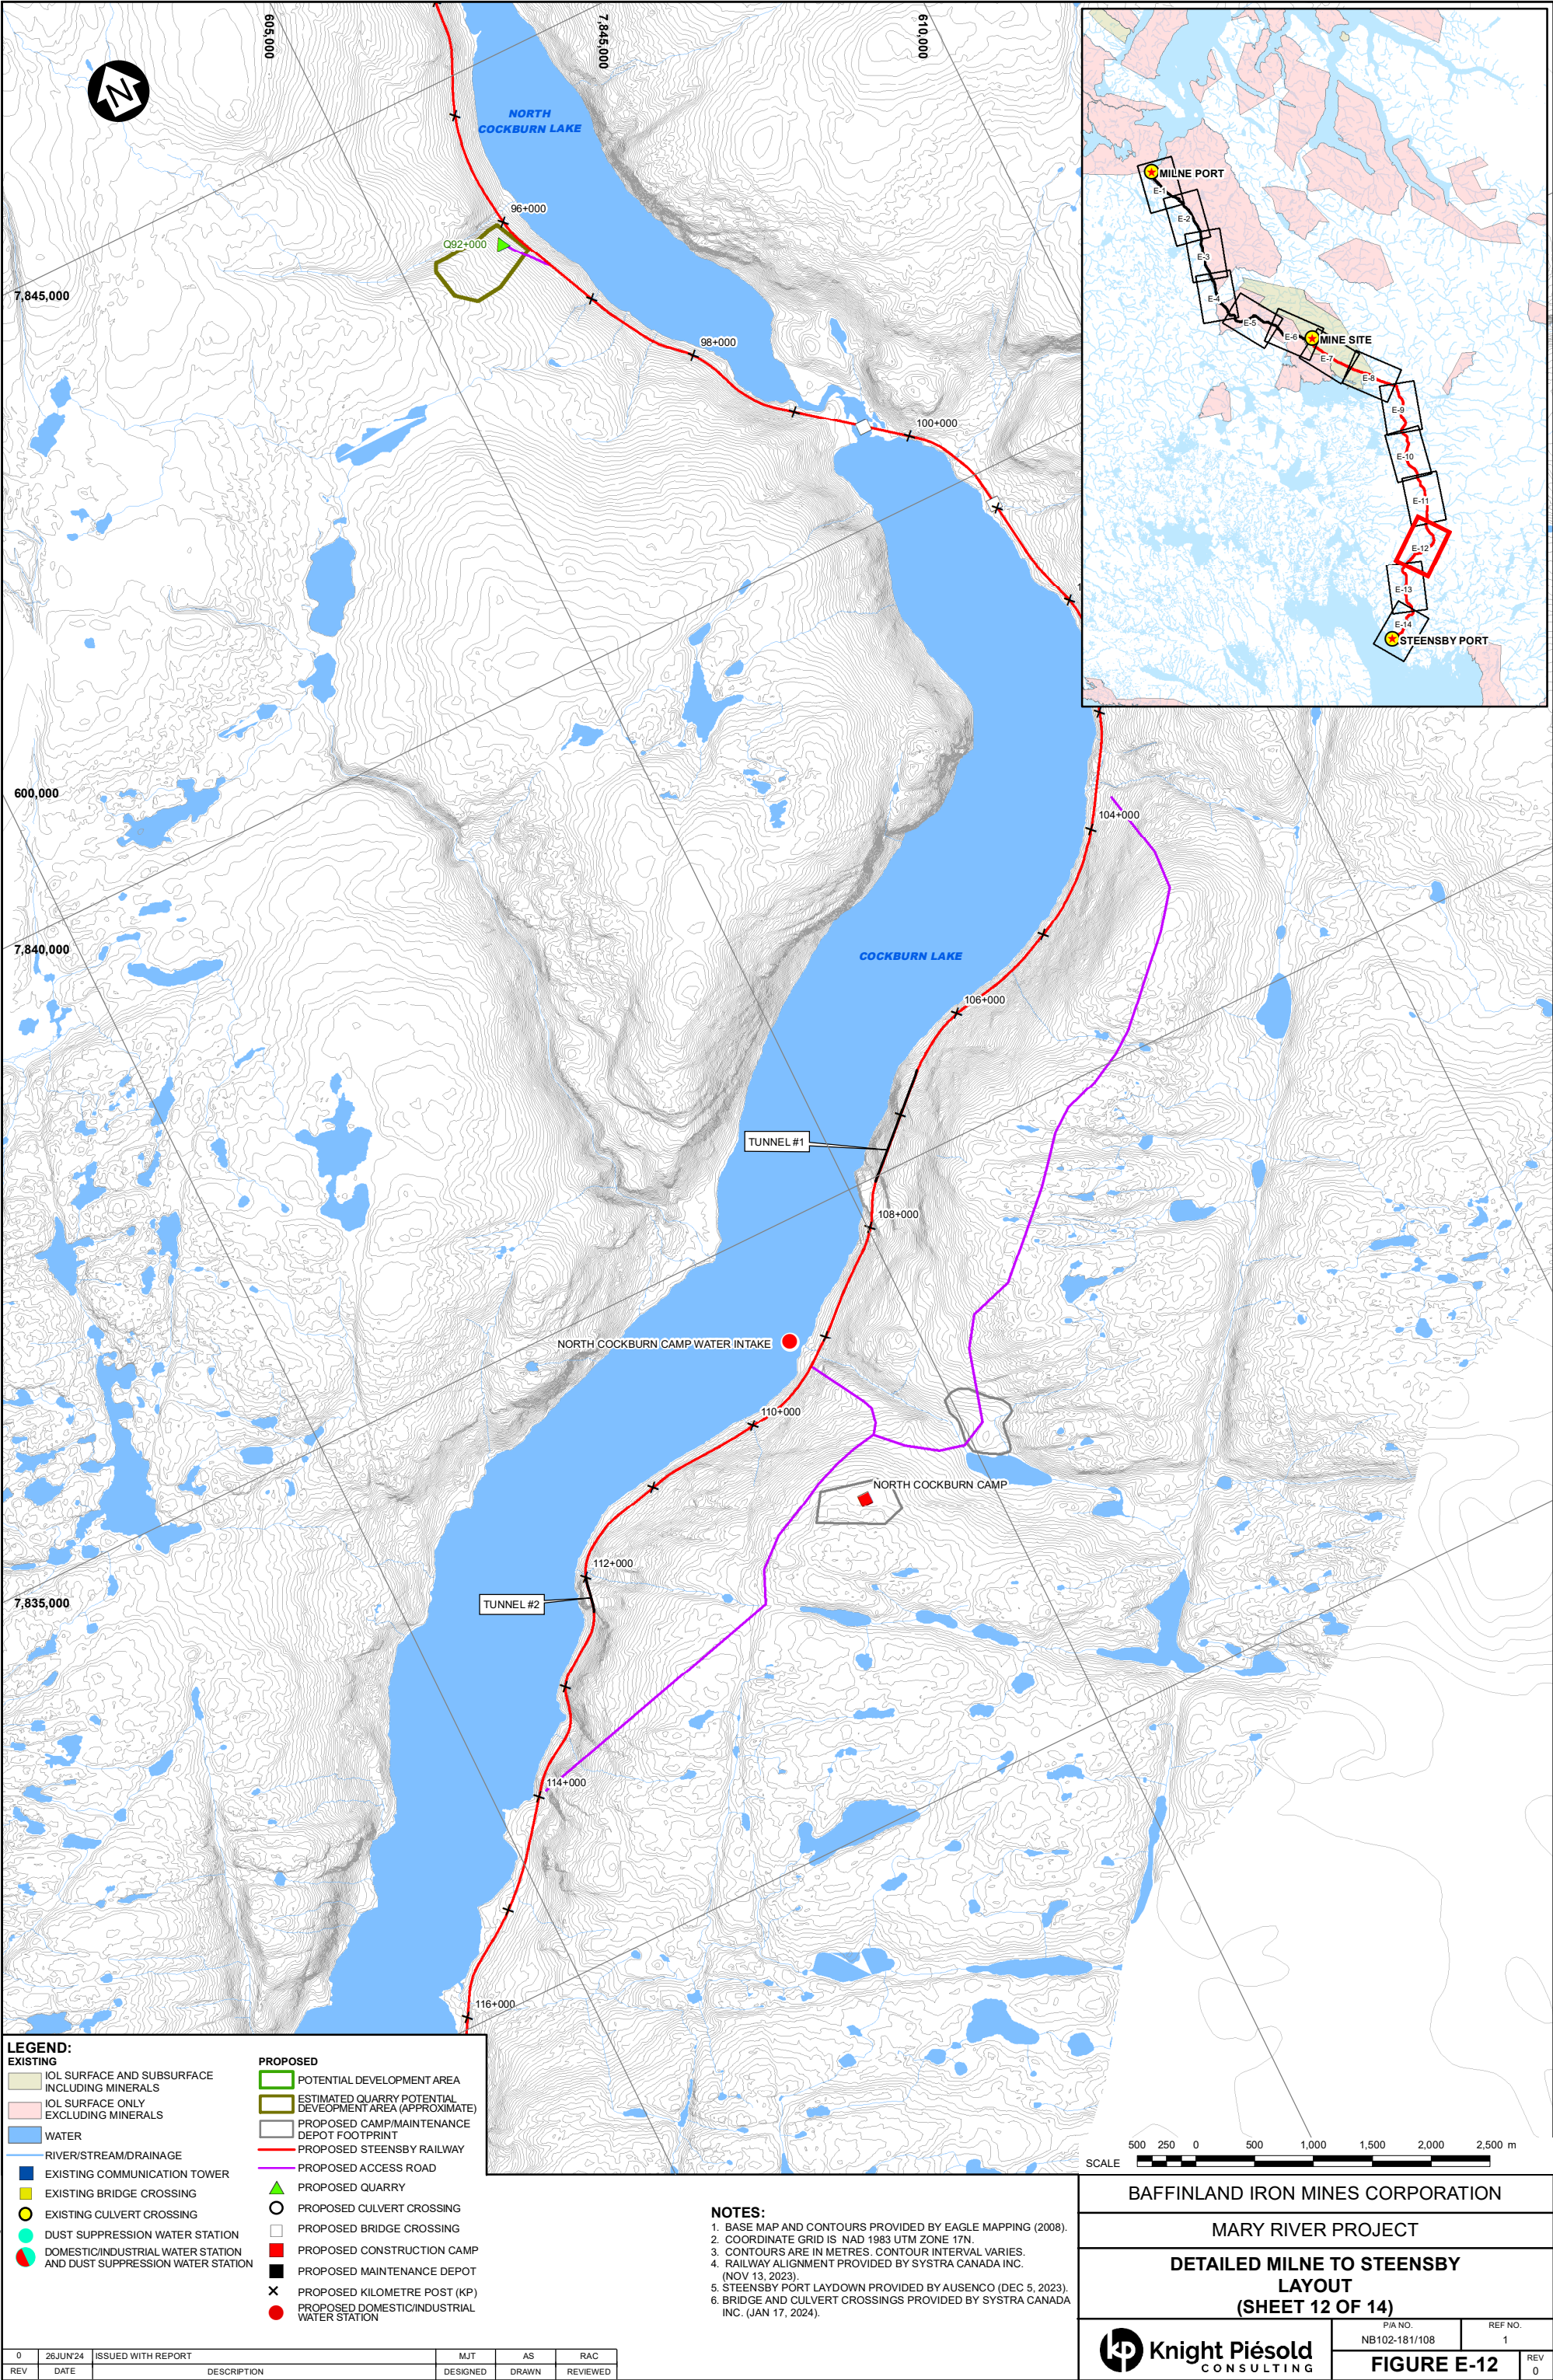 605,000
7,845,000
610,000
N
NORTH
COCKBURN LAKE
96+000
Q92+000
7,845,000
98+000
100+000
MILNE PORT
E-1
E-2
E-3
E-4
E-5
E-6
MINE SITE
E-7
E-8
E-9
E-10
E-11
E-12
E-13
E-14
STEENSBY PORT
600,000
104+000
7,840,000
COCKBURN LAKE
106+000
TUNNEL #1
108+000
NORTH COCKBURN CAMP WATER INTAKE
110+000
NORTH COCKBURN CAMP
112+000
TUNNEL #2
7,835,000
114+000
116+000
LEGEND:
EXISTING
IOL SURFACE AND SUBSURFACE
INCLUDING MINERALS
IOL SURFACE ONLY
EXCLUDING MINERALS
WATER
RIVER/STREAM/DRAINAGE
EXISTING COMMUNICATION TOWER
EXISTING BRIDGE CROSSING
EXISTING CULVERT CROSSING
DUST SUPPRESSION WATER STATION
DOMESTIC/INDUSTRIAL WATER STATION
AND DUST SUPPRESSION WATER STATION
PROPOSED
POTENTIAL DEVELOPMENT AREA
ESTIMATED QUARRY POTENTIAL
DEVEOPMENT AREA (APPROXIMATE)
PROPOSED CAMP/MAINTENANCE
DEPOT FOOTPRINT
PROPOSED STEENSBY RAILWAY
PROPOSED ACCESS ROAD
PROPOSED QUARRY
PROPOSED CULVERT CROSSING
PROPOSED BRIDGE CROSSING
PROPOSED CONSTRUCTION CAMP
PROPOSED MAINTENANCE DEPOT
PROPOSED KILOMETRE POST (KP)
PROPOSED DOMESTIC/INDUSTRIAL
WATER STATION
NOTES:
1. BASE MAP AND CONTOURS PROVIDED BY EAGLE MAPPING (2008).
2. COORDINATE GRID IS NAD 1983 UTM ZONE 17N.
3. CONTOURS ARE IN METRES. CONTOUR INTERVAL VARIES.
4. RAILWAY ALIGNMENT PROVIDED BY SYSTRA CANADA INC.
(NOV 13, 2023).
5. STEENSBY PORT LAYDOWN PROVIDED BY AUSENCO (DEC 5, 2023).
6. BRIDGE AND CULVERT CROSSINGS PROVIDED BY SYSTRA CANADA
INC. (JAN 17, 2024).
500 250 0 500 1,000 1,500 2,000 2,500 m
SCALE
BAFFINLAND IRON MINES CORPORATION
MARY RIVER PROJECT
DETAILED MILNE TO STEENSBY
LAYOUT
(SHEET 12 OF 14)
kp Knight Piésold
CONSULTING
P/A NO.
NB102-181/108
REF NO.
1
FIGURE E-12
REV
0
0 26JUN'24 ISSUED WITH REPORT MJT AS RAC
REV DATE DESCRIPTION DESIGNED DRAWN REVIEWED